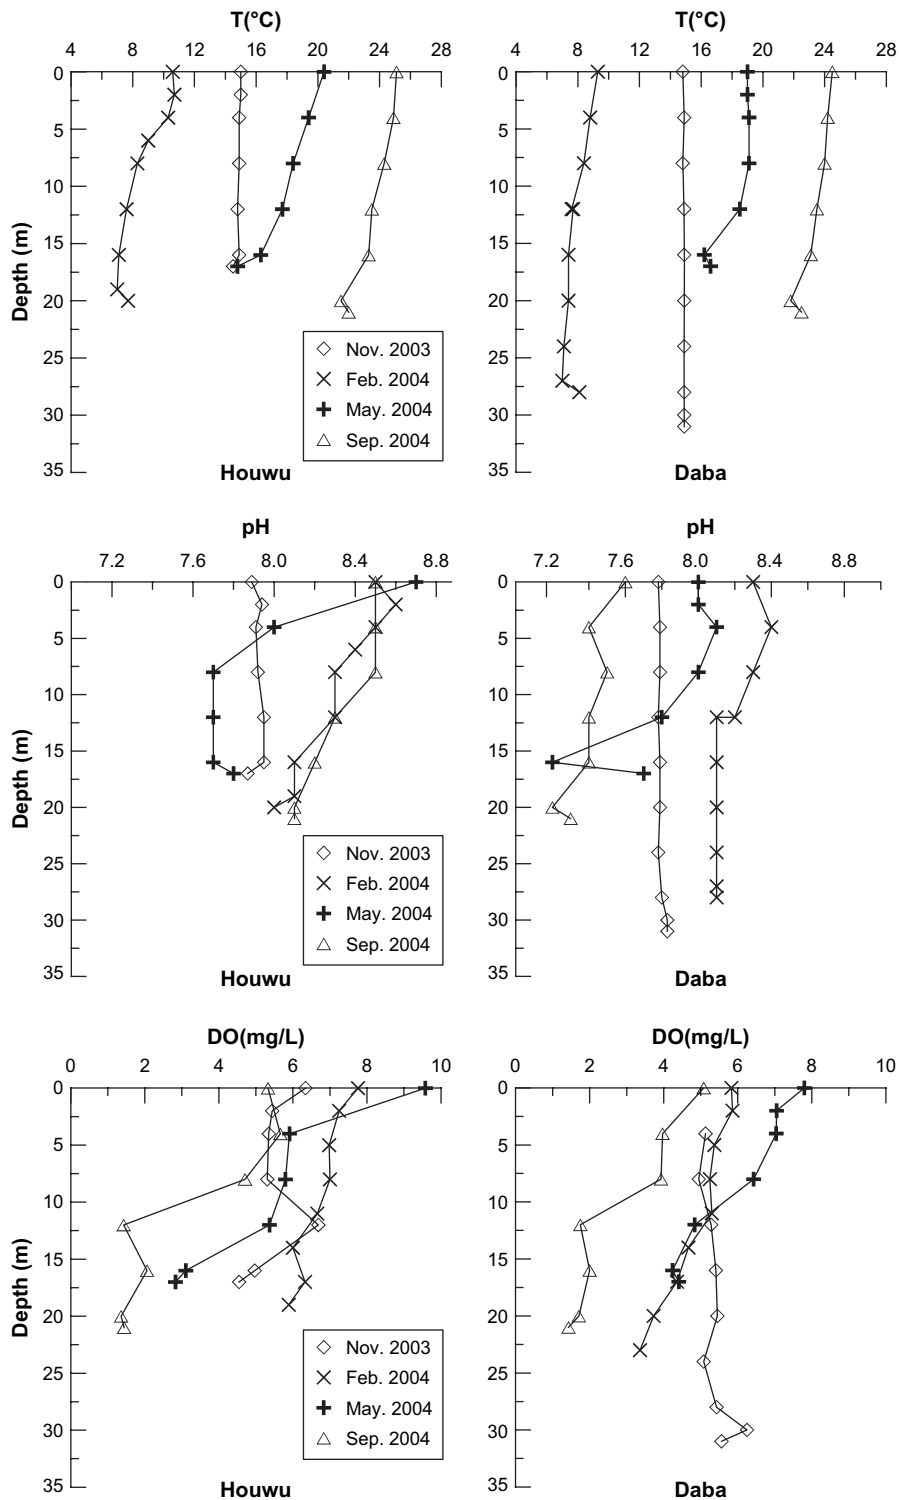 T(°C) T(°C)
4 8 12 16 20 24 28 4 8 12 16 20 24 28
0 0
5 5
10 10
15 15
20 20
25 25
30 30
35 35
Depth (m)
Nov. 2003
Feb. 2004
May. 2004
Sep. 2004
Houwu Daba
pH pH
7.2 7.6 8.0 8.4 8.8 7.2 7.6 8.0 8.4 8.8
0 0
5 5
10 10
15 15
20 20
25 25
30 30
35 35
Depth (m)
Nov. 2003
Feb. 2004
May. 2004
Sep. 2004
Houwu Daba
DO(mg/L) DO(mg/L)
0 2 4 6 8 10 0 2 4 6 8 10
0 0
5 5
10 10
15 15
20 20
25 25
30 30
35 35
Depth (m)
Nov. 2003
Feb. 2004
May. 2004
Sep. 2004
Houwu Daba